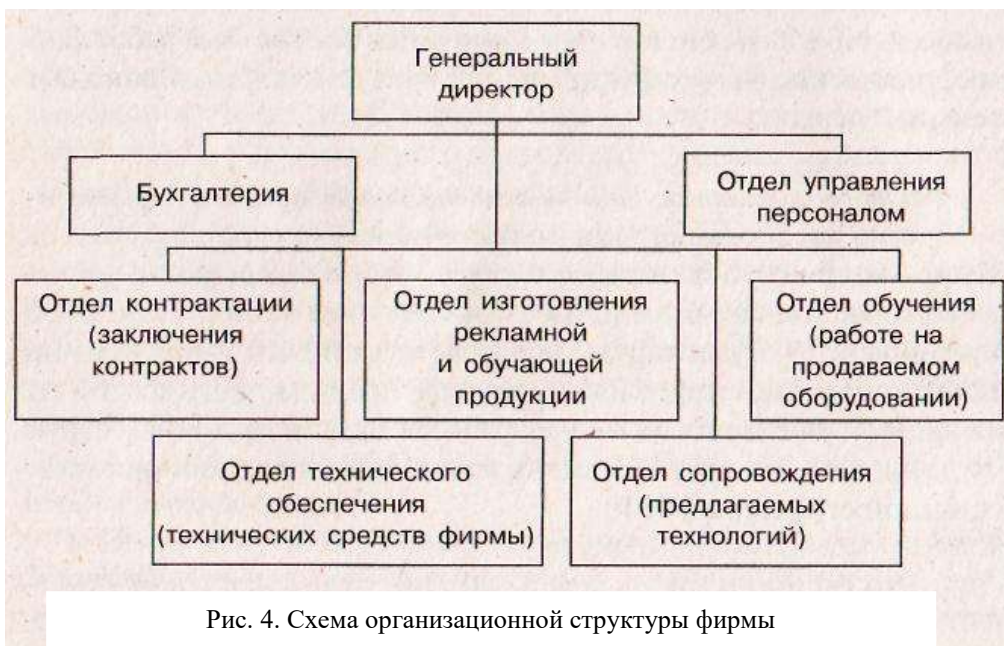 Генеральный
директор
Бухгалтерия
Отдел управления
персоналом
Отдел контрактации
(заключения
контрактов)
Отдел изготовления
рекламной
и обучающей
продукции
Отдел обучения
(работе на
продаваемом
оборудовании)
Отдел технического
обеспечения
(технических средств фирмы)
Отдел сопровождения
(предлагаемых
технологий)
Рис. 4. Схема организационной структуры фирмы